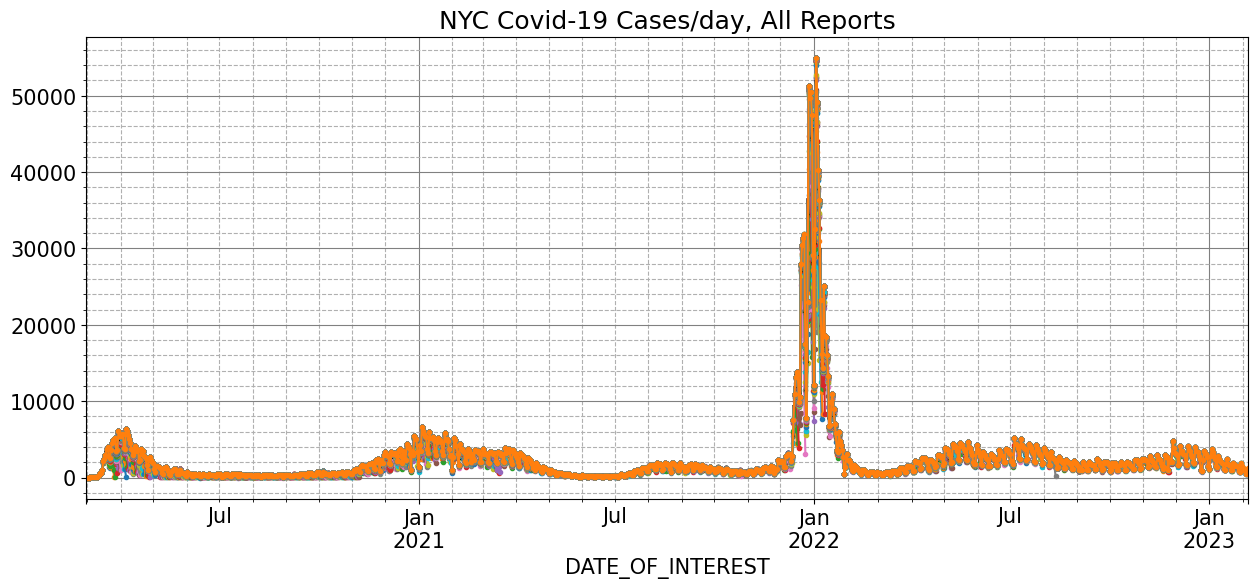 NYC Covid-19 Cases/day, All Reports
50000
40000
30000
20000
10000
0
Jul Jan Jul Jan Jul Jan
2021 2022 2023
DATE_OF_INTEREST